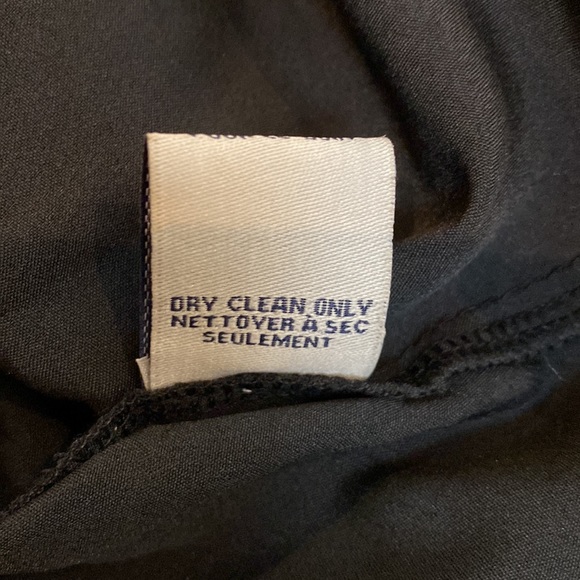 DRY CLEAN ONLY
NETTOYER À SEC
SEULEMENT